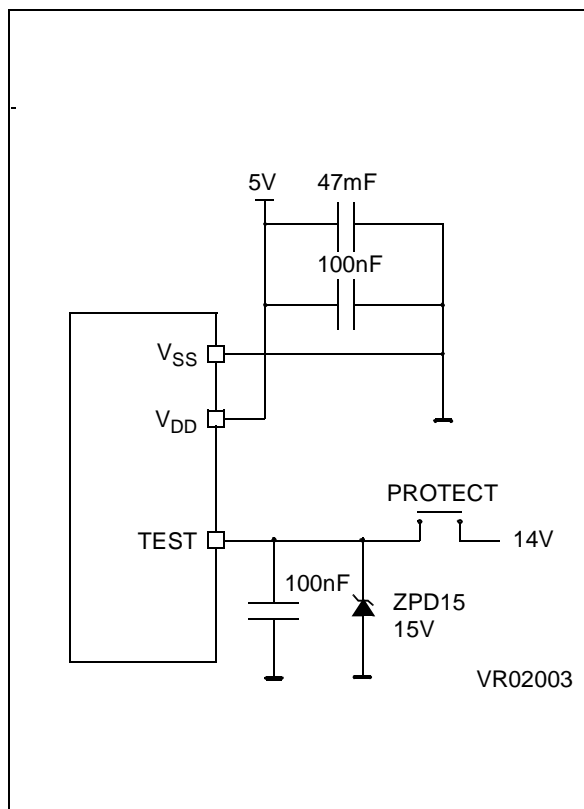 5V 47mF
100nF
VSS
VDD
PROTECT
TEST 14V
100nF ZPD15
15V
VR02003